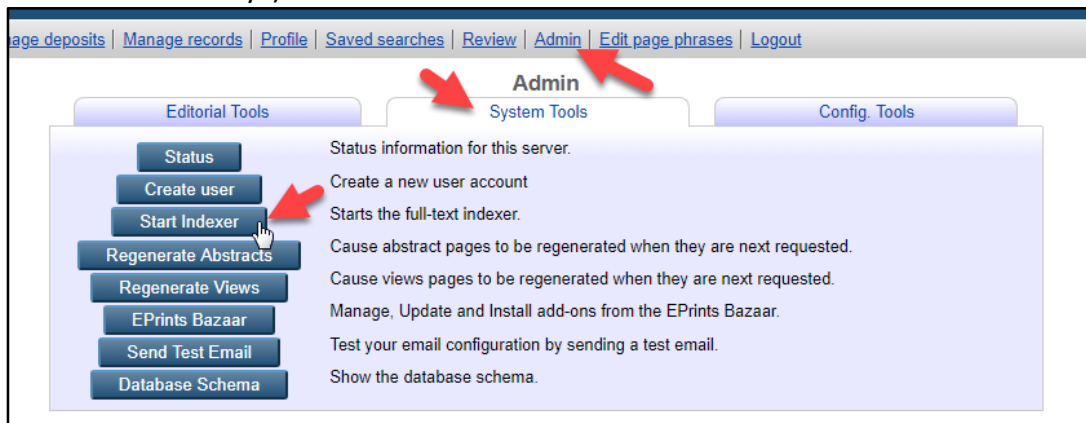 deposits | Manage records | Profile | Saved searches | Review | Admin | Edit page phrases | Logout
Admin
Editorial Tools
System Tools
Config. Tools
Status Status information for this server.
Create user Create a new user account
Start Indexer Starts the full-text indexer.
Regenerate Abstracts Cause abstract pages to be regenerated when they are next requested.
Regenerate Views Cause views pages to be regenerated when they are next requested.
EPrints Bazaar Manage, Update and Install add-ons from the EPrints Bazaar.
Send Test Email Test your email configuration by sending a test email.
Database Schema Show the database schema.